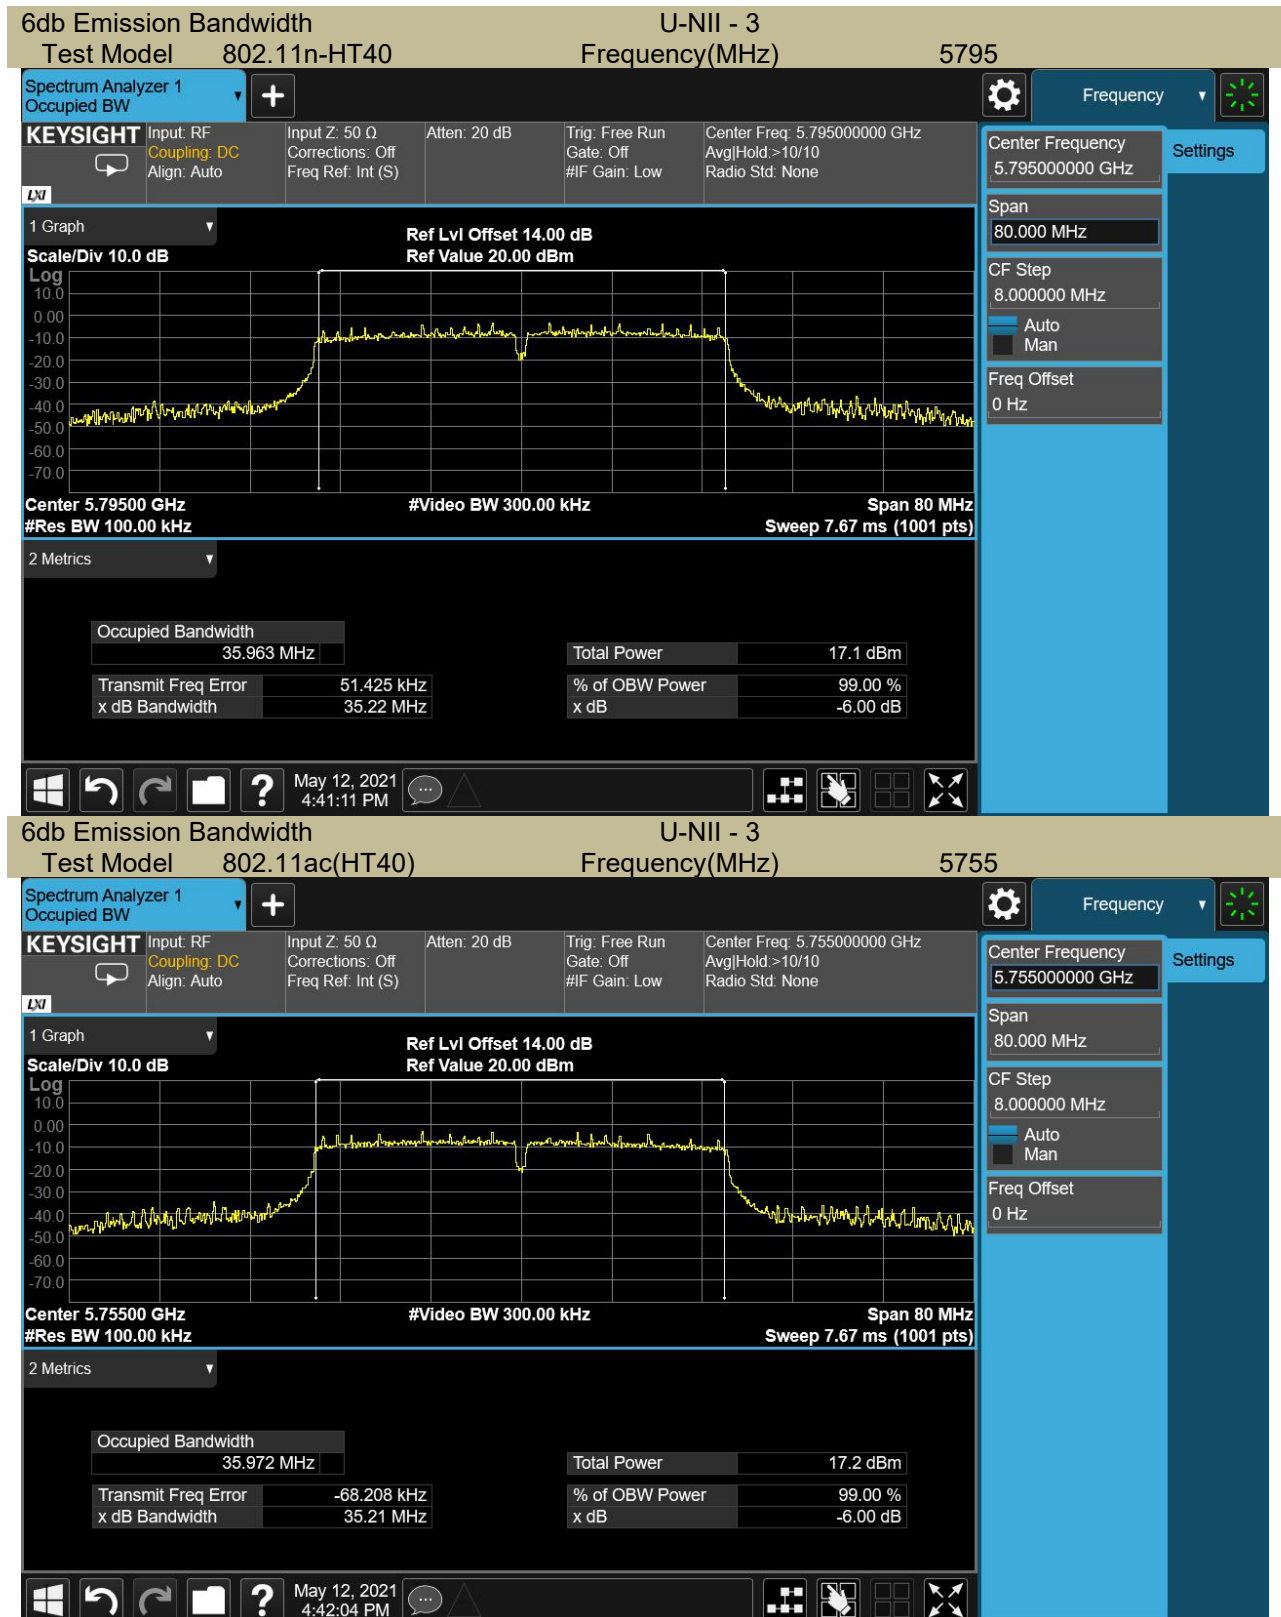 6db Emission Bandwidth U-NII - 3
Test Model 802.11n-HT40 Frequency(MHz) 5795
Spectrum Analyzer 1
Occupied BW
Frequency
KEYSIGHT Input: RF Input Z: 50 Ω Atten: 20 dB Trig: Free Run Center Freq: 5.795000000 GHz
Coupling: DC Corrections: Off Gate: Off Avg|Hold:>10/10
Align: Auto Freq Ref: Int (S) #IF Gain: Low Radio Std: None
LXI
Center Frequency
5.795000000 GHz
Settings
Span
80.000 MHz
CF Step
8.000000 MHz
Auto
Man
Freq Offset
0 Hz
1 Graph
Ref Lvl Offset 14.00 dB
Scale/Div 10.0 dB Ref Value 20.00 dBm
Log
10.0
0.00
-10.0
-20.0
-30.0
-40.0
-50.0
-60.0
-70.0
Center 5.79500 GHz #Video BW 300.00 kHz Span 80 MHz
#Res BW 100.00 kHz Sweep 7.67 ms (1001 pts)
2 Metrics
Occupied Bandwidth
35.963 MHz Total Power 17.1 dBm
Transmit Freq Error 51.425 kHz % of OBW Power 99.00 %
x dB Bandwidth 35.22 MHz x dB -6.00 dB
? May 12, 2021
4:41:11 PM
6db Emission Bandwidth U-NII - 3
Test Model 802.11ac(HT40) Frequency(MHz) 5755
Spectrum Analyzer 1
Occupied BW
Frequency
KEYSIGHT Input: RF Input Z: 50 Ω Atten: 20 dB Trig: Free Run Center Freq: 5.755000000 GHz
Coupling: DC Corrections: Off Gate: Off Avg|Hold:>10/10
Align: Auto Freq Ref: Int (S) #IF Gain: Low Radio Std: None
LXI
Center Frequency
5.755000000 GHz
Settings
Span
80.000 MHz
CF Step
8.000000 MHz
Auto
Man
Freq Offset
0 Hz
1 Graph
Ref Lvl Offset 14.00 dB
Scale/Div 10.0 dB Ref Value 20.00 dBm
Log
10.0
0.00
-10.0
-20.0
-30.0
-40.0
-50.0
-60.0
-70.0
Center 5.75500 GHz #Video BW 300.00 kHz Span 80 MHz
#Res BW 100.00 kHz Sweep 7.67 ms (1001 pts)
2 Metrics
Occupied Bandwidth
35.972 MHz Total Power 17.2 dBm
Transmit Freq Error -68.208 kHz % of OBW Power 99.00 %
x dB Bandwidth 35.21 MHz x dB -6.00 dB
? May 12, 2021
4:42:04 PM